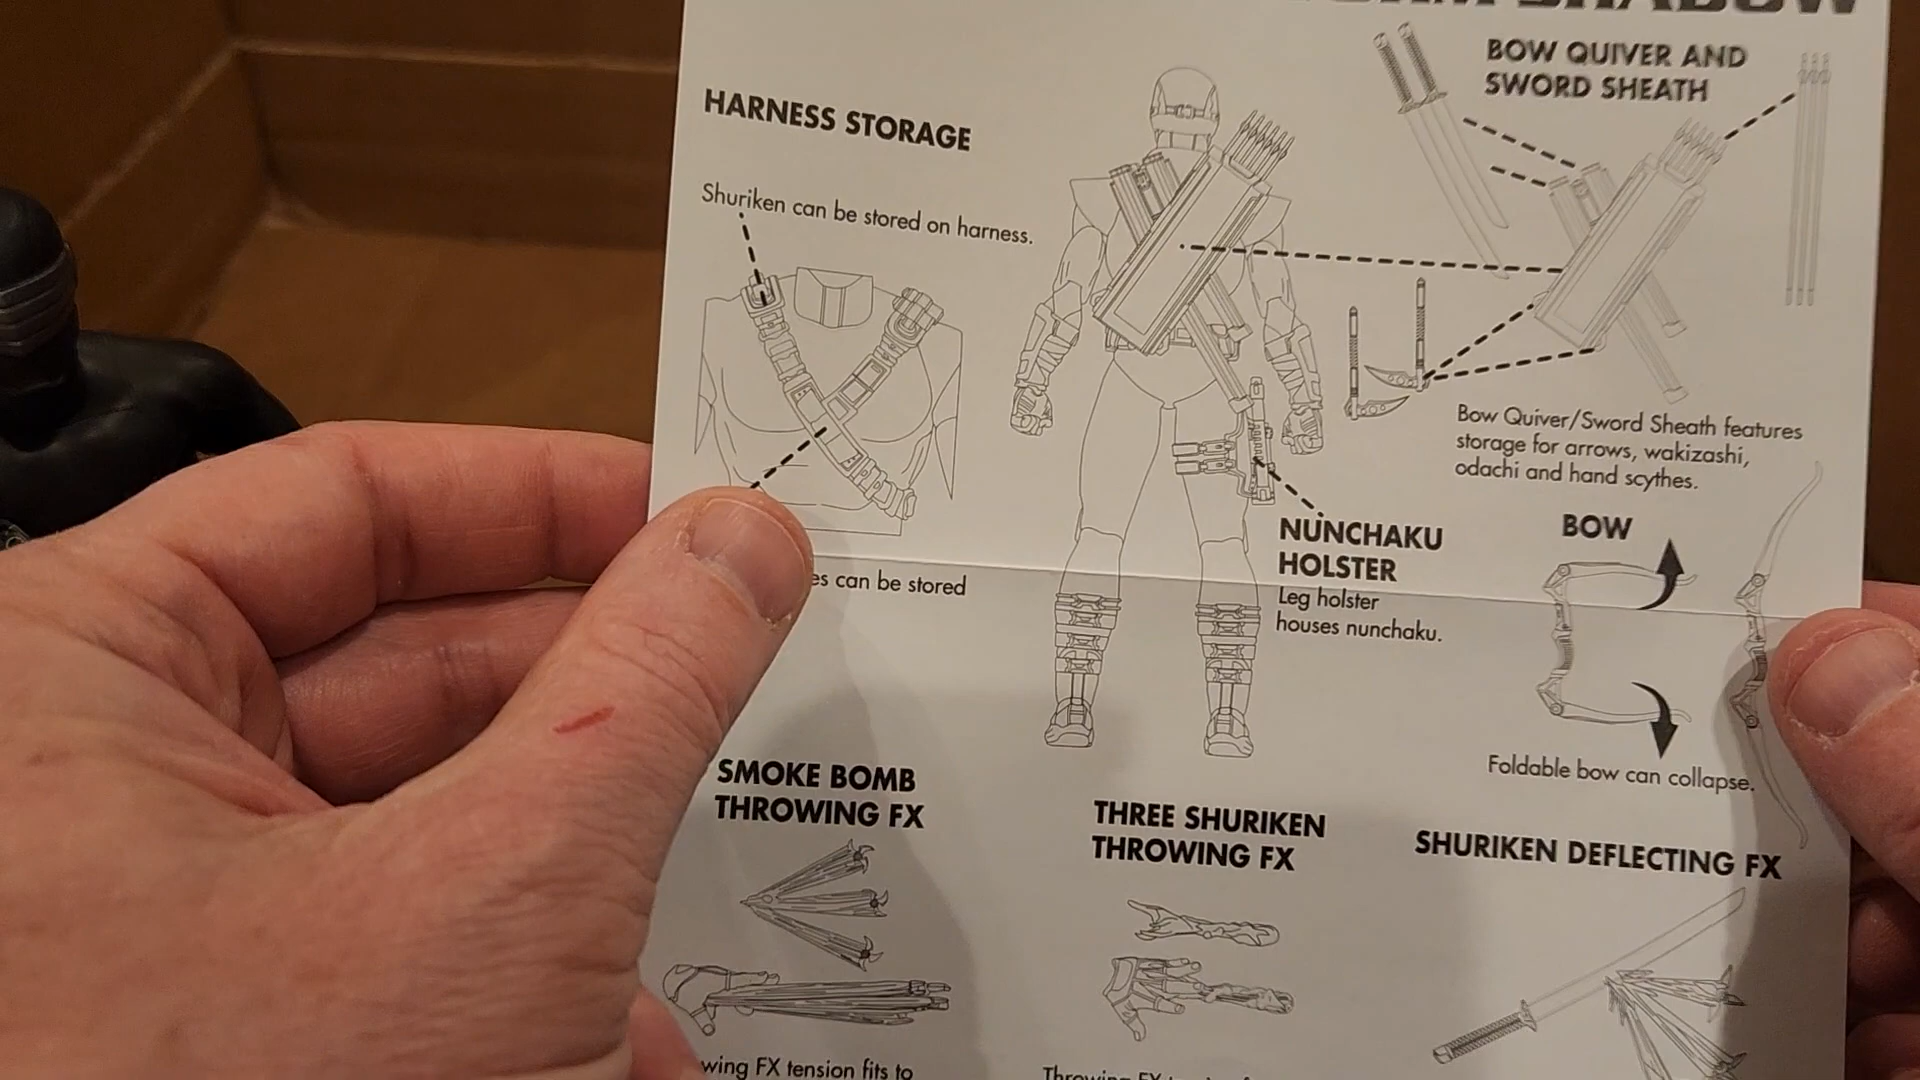 SHADOW
HARNESS STORAGE
Shuriken can be stored on harness.
es can be stored
BOW QUIVER AND
SWORD SHEATH
Bow Quiver/Sword Sheath features
storage for arrows, wakizashi,
odachi and hand scythes.
NUNCHAKU
HOLSTER
Leg holster
houses nunchaku.
BOW
Foldable bow can collapse.
SMOKE BOMB
THROWING FX
wing FX tension fits to
THREE SHURIKEN
THROWING FX
Throwing FX
SHURIKEN DEFLECTING FX